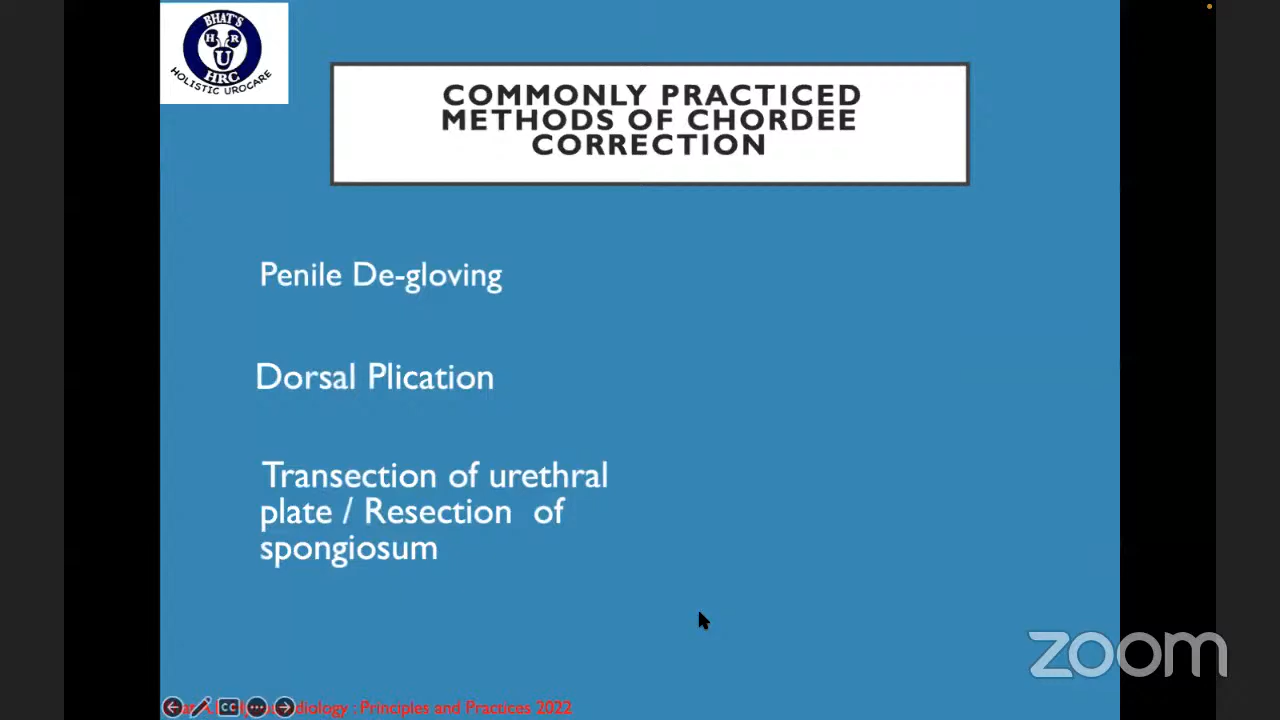 BHAT'S
H R
U
HRC
HOLISTIC UROCARE
COMMONLY PRACTICED
METHODS OF CHORDEE
CORRECTION
Penile De-gloving
Dorsal Plication
Transection of urethral
plate / Resection of
spongiosum
zoom
CC
: Principles and Practices 2022